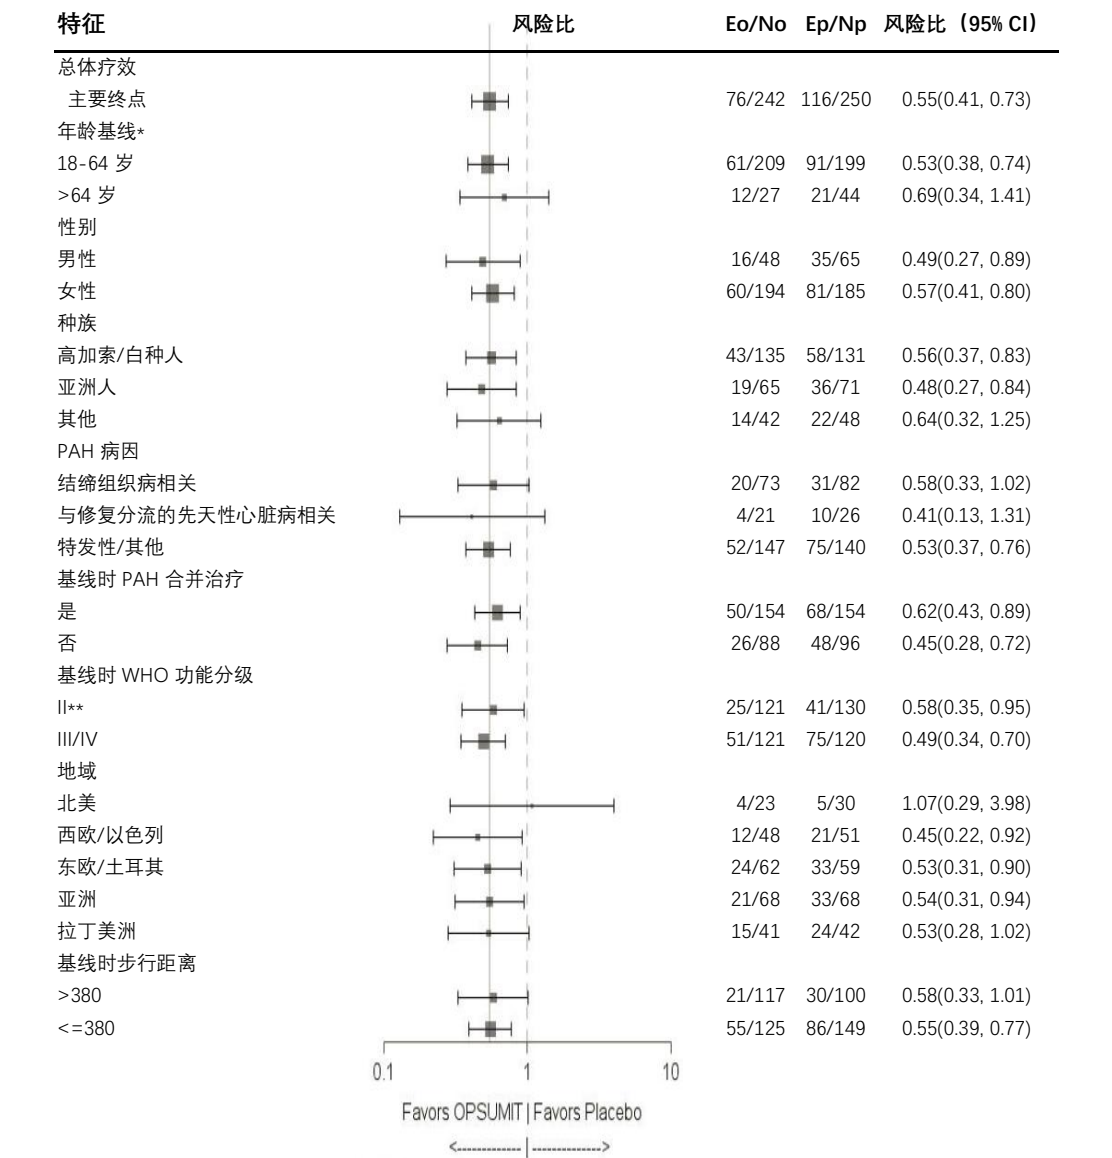 特征 风险比 Eo/No Ep/Np 风险比（95% CI）
总体疗效
主要终点 76/242 116/250 0.55(0.41, 0.73)
年龄基线*
18-64 岁 61/209 91/199 0.53(0.38, 0.74)
>64 岁 12/27 21/44 0.69(0.34, 1.41)
性别
男性 16/48 35/65 0.49(0.27, 0.89)
女性 60/194 81/185 0.57(0.41, 0.80)
种族
高加索/白种人 43/135 58/131 0.56(0.37, 0.83)
亚洲人 19/65 36/71 0.48(0.27, 0.84)
其他 14/42 22/48 0.64(0.32, 1.25)
PAH 病因
结缔组织病相关 20/73 31/82 0.58(0.33, 1.02)
与修复分流的先天性心脏病相关 4/21 10/26 0.41(0.13, 1.31)
特发性/其他 52/147 75/140 0.53(0.37, 0.76)
基线时 PAH 合并治疗
是 50/154 68/154 0.62(0.43, 0.89)
否 26/88 48/96 0.45(0.28, 0.72)
基线时 WHO 功能分级
II** 25/121 41/130 0.58(0.35, 0.95)
III/IV 51/121 75/120 0.49(0.34, 0.70)
地域
北美 4/23 5/30 1.07(0.29, 3.98)
西欧/以色列 12/48 21/51 0.45(0.22, 0.92)
东欧/土耳其 24/62 33/59 0.53(0.31, 0.90)
亚洲 21/68 33/68 0.54(0.31, 0.94)
拉丁美洲 15/41 24/42 0.53(0.28, 1.02)
基线时步行距离
>380 21/117 30/100 0.58(0.33, 1.01)
<=380 55/125 86/149 0.55(0.39, 0.77)
0.1 1 10
Favors OPSUMIT | Favors Placebo
<-------------- | --------------->